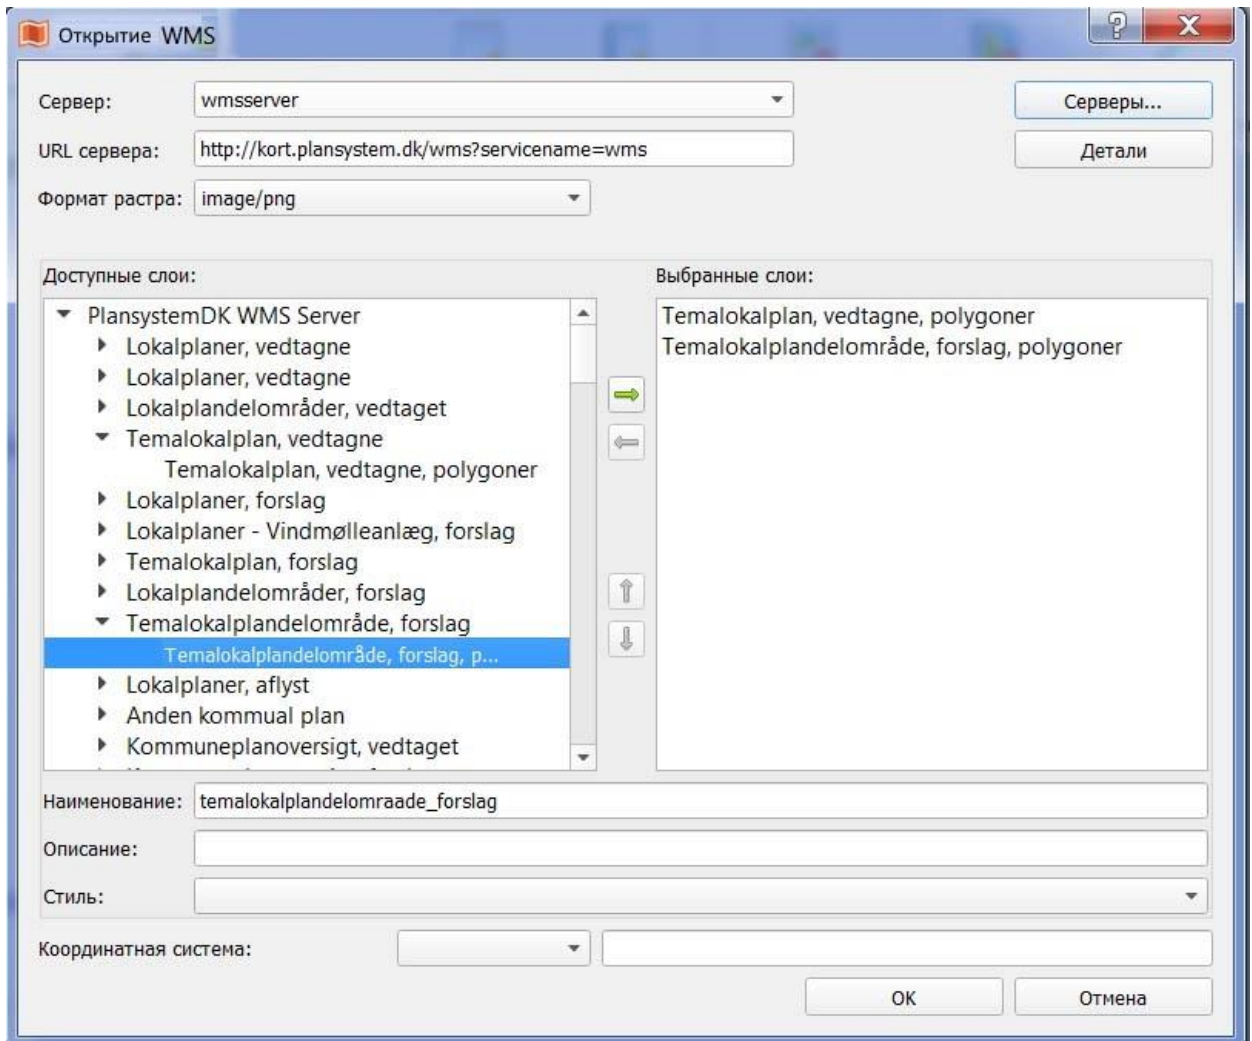 Открытие WMS
Сервер:
wmsserver
Серверы...
URL сервера:
http://kort.plansystem.dk/wms?servicename=wms
Детали
Формат растра:
image/png
Доступные слои:
Выбранные слои:
PlansystemDK WMS Server
Lokalplaner, vedtagne
Lokalplaner, vedtagne
Lokalplandelområder, vedtaget
Temalokalplan, vedtagne
Temalokalplan, vedtagne, polygoner
Lokalplaner, forslag
Lokalplaner - Vindmølleanlæg, forslag
Temalokalplan, forslag
Lokalplandelområder, forslag
Temalokalplandelområde, forslag
Temalokalplandelområde, forslag, p...
Lokalplaner, aflyst
Anden kommual plan
Kommuneplanoversigt, vedtaget
Temalokalplan, vedtagne, polygoner
Temalokalplandelområde, forslag, polygoner
Наименование:
temalokalplandelomraade_forslag
Описание:
Стиль:
Координатная система:
OK
Отмена